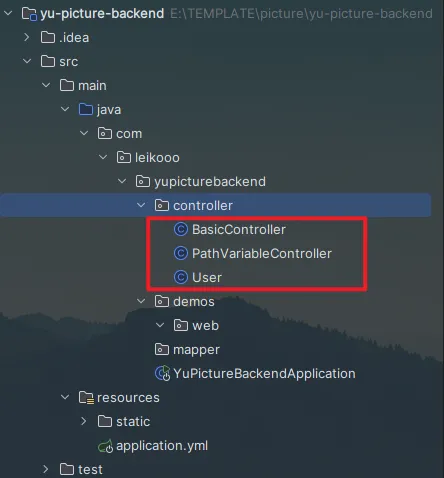 yu-picture-backend E:\TEMPLATE\picture\yu-picture-backend
.idea
src
main
java
com
leikooo
yupicturebackend
controller
BasicController
PathVariableController
User
demos
web
mapper
YuPictureBackendApplication
resources
static
application.yml
test